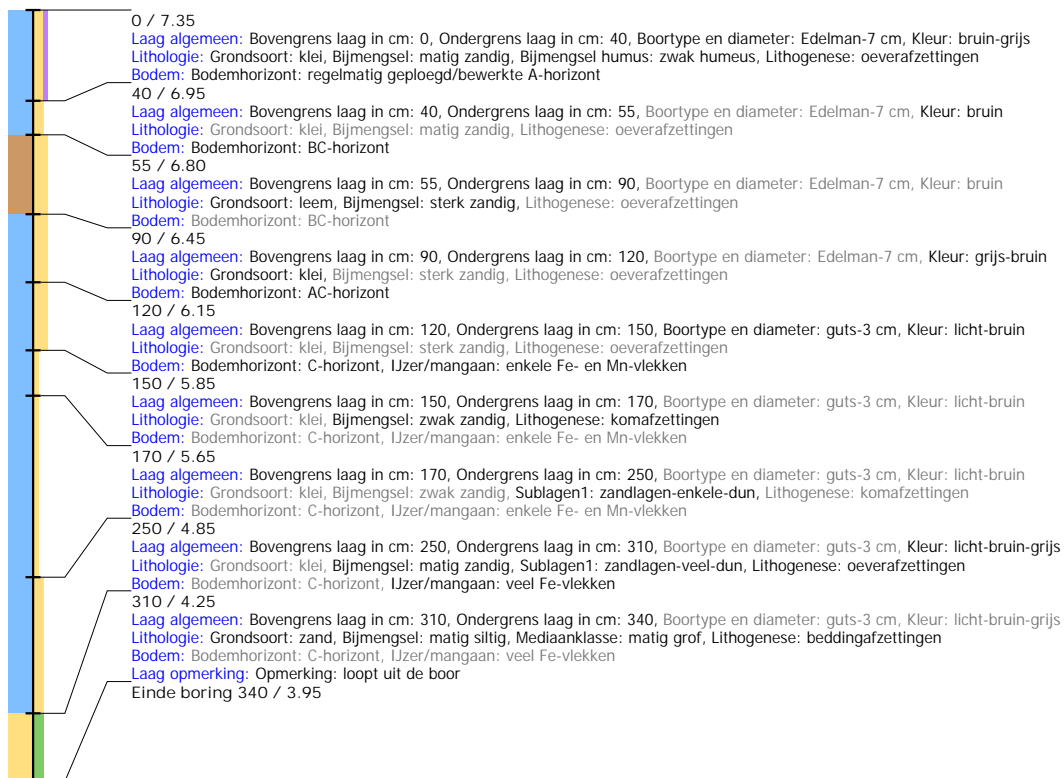 0 / 7.35
Laag algemeen: Bovengrens laag in cm: 0, Ondergrens laag in cm: 40, Boortype en diameter: Edelman-7 cm, Kleur: bruin-grijs
Lithologie: Grondsoort: klei, Bijmengsel: matig zandig, Bijmengsel humus: zwak humeus, Lithogenese: oeverafzettingen
Bodem: Bodemhorizont: regelmatig geploegd/bewerkte A-horizont
40 / 6.95
Laag algemeen: Bovengrens laag in cm: 40, Ondergrens laag in cm: 55, Boortype en diameter: Edelman-7 cm, Kleur: bruin
Lithologie: Grondsoort: klei, Bijmengsel: matig zandig, Lithogenese: oeverafzettingen
Bodem: Bodemhorizont: BC-horizont
55 / 6.80
Laag algemeen: Bovengrens laag in cm: 55, Ondergrens laag in cm: 90, Boortype en diameter: Edelman-7 cm, Kleur: bruin
Lithologie: Grondsoort: leem, Bijmengsel: sterk zandig, Lithogenese: oeverafzettingen
Bodem: Bodemhorizont: BC-horizont
90 / 6.45
Laag algemeen: Bovengrens laag in cm: 90, Ondergrens laag in cm: 120, Boortype en diameter: Edelman-7 cm, Kleur: grijs-bruin
Lithologie: Grondsoort: klei, Bijmengsel: sterk zandig, Lithogenese: oeverafzettingen
Bodem: Bodemhorizont: AC-horizont
120 / 6.15
Laag algemeen: Bovengrens laag in cm: 120, Ondergrens laag in cm: 150, Boortype en diameter: guts-3 cm, Kleur: licht-bruin
Lithologie: Grondsoort: klei, Bijmengsel: sterk zandig, Lithogenese: oeverafzettingen
Bodem: Bodemhorizont: C-horizont, IJzer/mangaan: enkele Fe- en Mn-vlekken
150 / 5.85
Laag algemeen: Bovengrens laag in cm: 150, Ondergrens laag in cm: 170, Boortype en diameter: guts-3 cm, Kleur: licht-bruin
Lithologie: Grondsoort: klei, Bijmengsel: zwak zandig, Lithogenese: komafzettingen
Bodem: Bodemhorizont: C-horizont, IJzer/mangaan: enkele Fe- en Mn-vlekken
170 / 5.65
Laag algemeen: Bovengrens laag in cm: 170, Ondergrens laag in cm: 250, Boortype en diameter: guts-3 cm, Kleur: licht-bruin
Lithologie: Grondsoort: klei, Bijmengsel: zwak zandig, Sublagen1: zandlagen-enkele-dun, Lithogenese: komafzettingen
Bodem: Bodemhorizont: C-horizont, IJzer/mangaan: enkele Fe- en Mn-vlekken
250 / 4.85
Laag algemeen: Bovengrens laag in cm: 250, Ondergrens laag in cm: 310, Boortype en diameter: guts-3 cm, Kleur: licht-bruin-grijs
Lithologie: Grondsoort: klei, Bijmengsel: matig zandig, Sublagen1: zandlagen-veel-dun, Lithogenese: oeverafzettingen
Bodem: Bodemhorizont: C-horizont, IJzer/mangaan: veel Fe-vlekken
310 / 4.25
Laag algemeen: Bovengrens laag in cm: 310, Ondergrens laag in cm: 340, Boortype en diameter: guts-3 cm, Kleur: licht-bruin-grijs
Lithologie: Grondsoort: zand, Bijmengsel: matig siltig, Mediaanklasse: matig grof, Lithogenese: beddingafzettingen
Bodem: Bodemhorizont: C-horizont, IJzer/mangaan: veel Fe-vlekken
Laag opmerking: Opmerking: loopt uit de boor
Einde boring 340 / 3.95